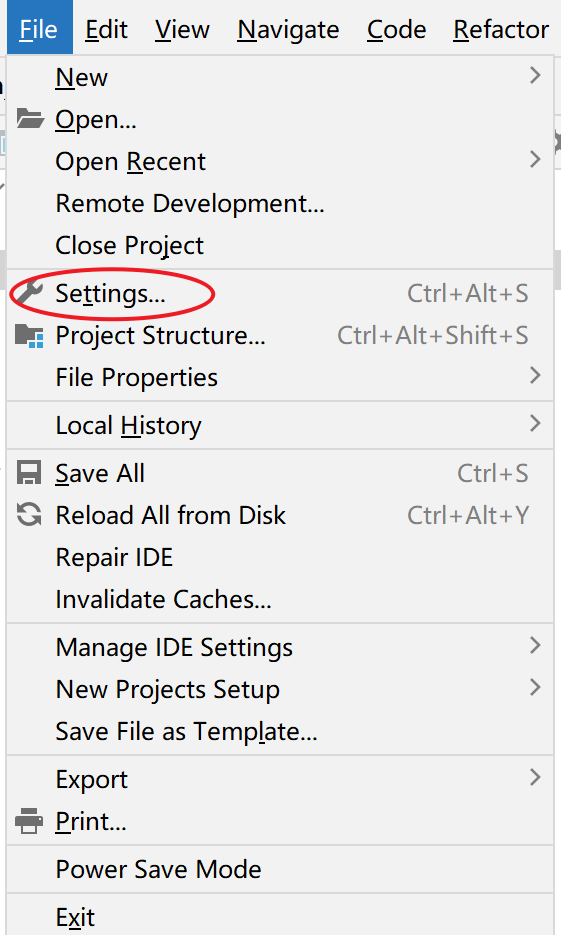 File Edit View Navigate Code Refactor
New
Open...
Open Recent
Remote Development...
Close Project
Settings... Ctrl+Alt+S
Project Structure... Ctrl+Alt+Shift+S
File Properties
Local History
Save All Ctrl+S
Reload All from Disk Ctrl+Alt+Y
Repair IDE
Invalidate Caches...
Manage IDE Settings
New Projects Setup
Save File as Template...
Export
Print...
Power Save Mode
Exit